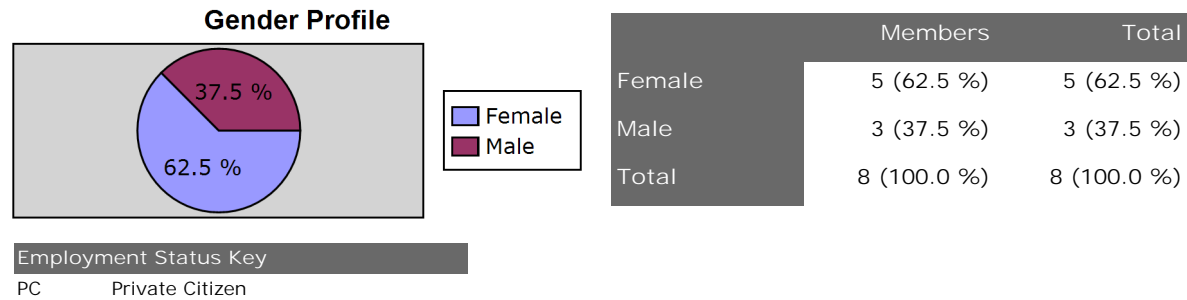 Gender Profile
37.5 %
62.5 %
Female
Male
Members Total
Female 5 (62.5 %) 5 (62.5 %)
Male 3 (37.5 %) 3 (37.5 %)
Total 8 (100.0 %) 8 (100.0 %)
Employment Status Key
PC Private Citizen